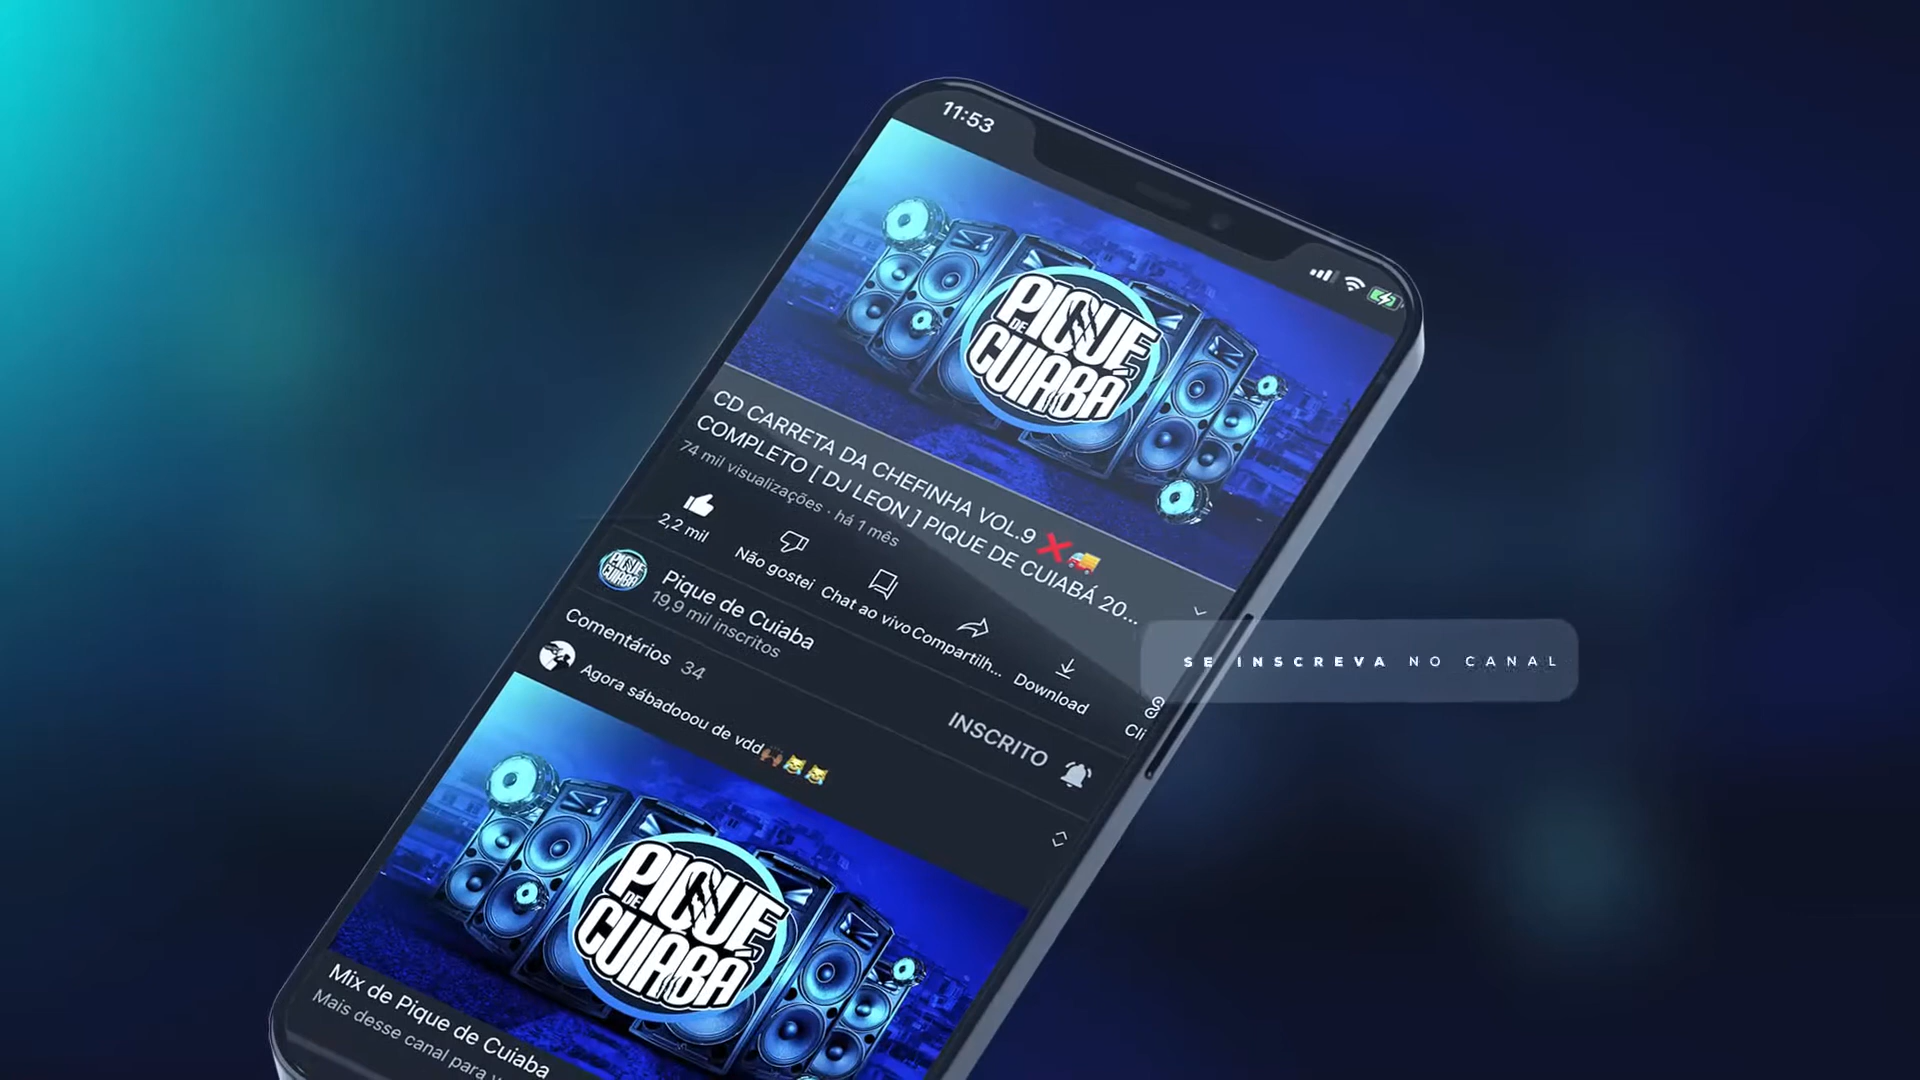 11:53
PIQUE
DE
CUIABÁ
CD CARRETA DA CHEFINHA VOL.9 ❌🚚
COMPLETO [ DJ LEON ] PIQUE DE CUIABÁ 20...
74 mil visualizações · há 1 mês
2,2 mil
Não gostei
Chat ao vivo
Compartilh...
Download
Cli
PIQUE
DE
CUIABÁ
Pique de Cuiaba
19,9 mil inscritos
INSCRITO
SE INSCREVA NO CANAL
Comentários 34
Agora sábadooou de vdd🙌🏾😹😹
PIQUE
DE
CUIABÁ
Mix de Pique de Cuiaba
Mais desse canal para